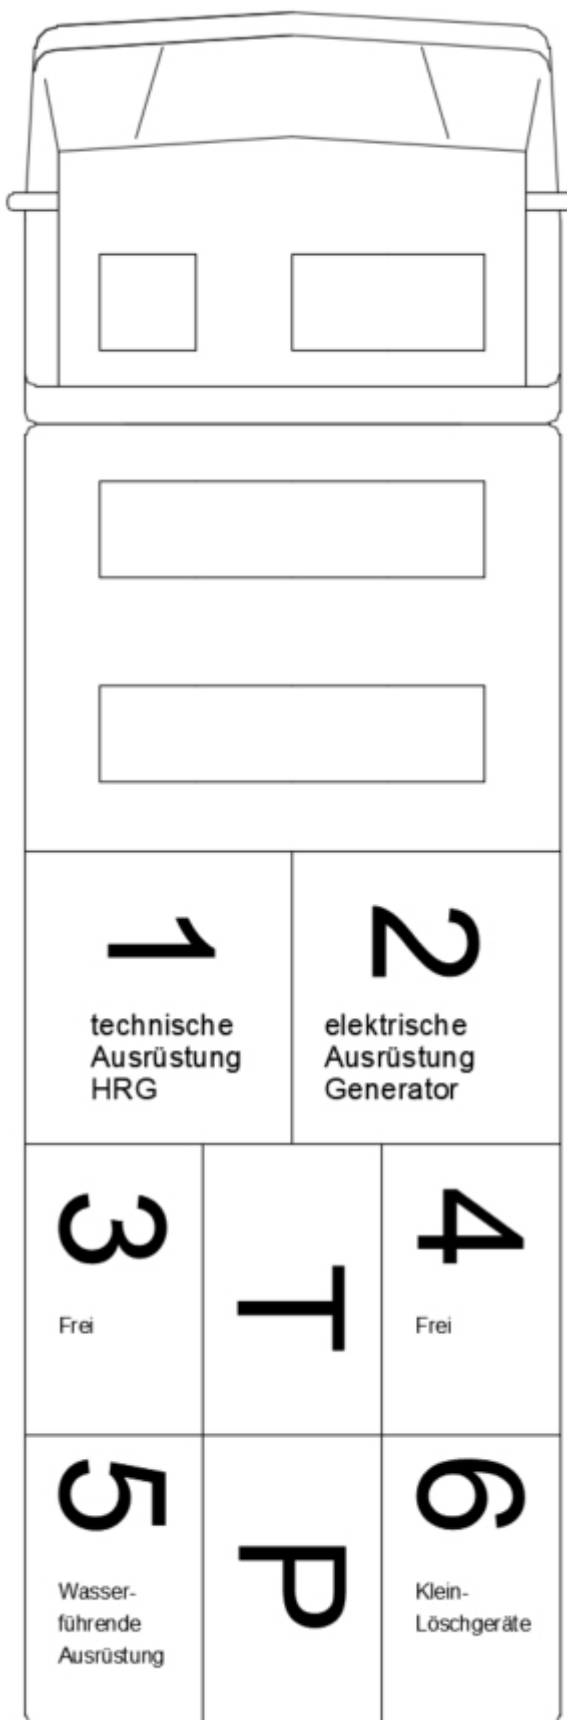 1
technische
Ausrüstung
HRG
2
elektrische
Ausrüstung
Generator
3
Frei
T
4
Frei
5
Wasser-
führende
Ausrüstung
P
6
Klein-
Löschgeräte